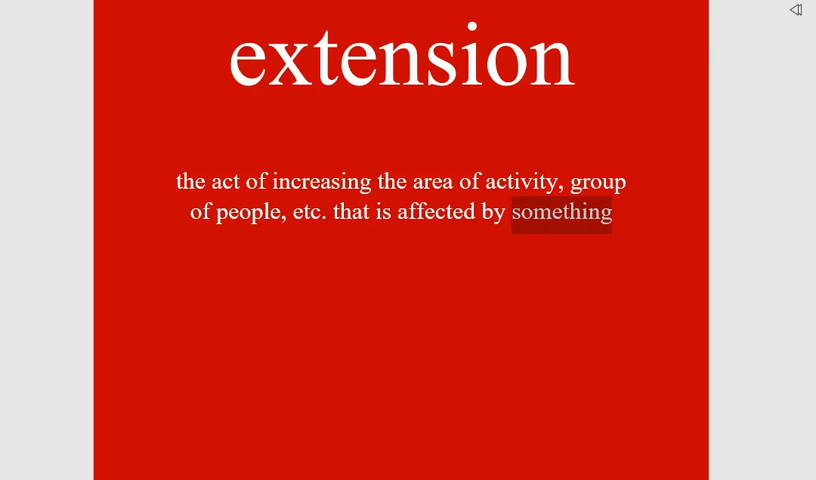 extension
the act of increasing the area of activity, group
of people, etc. that is affected by something